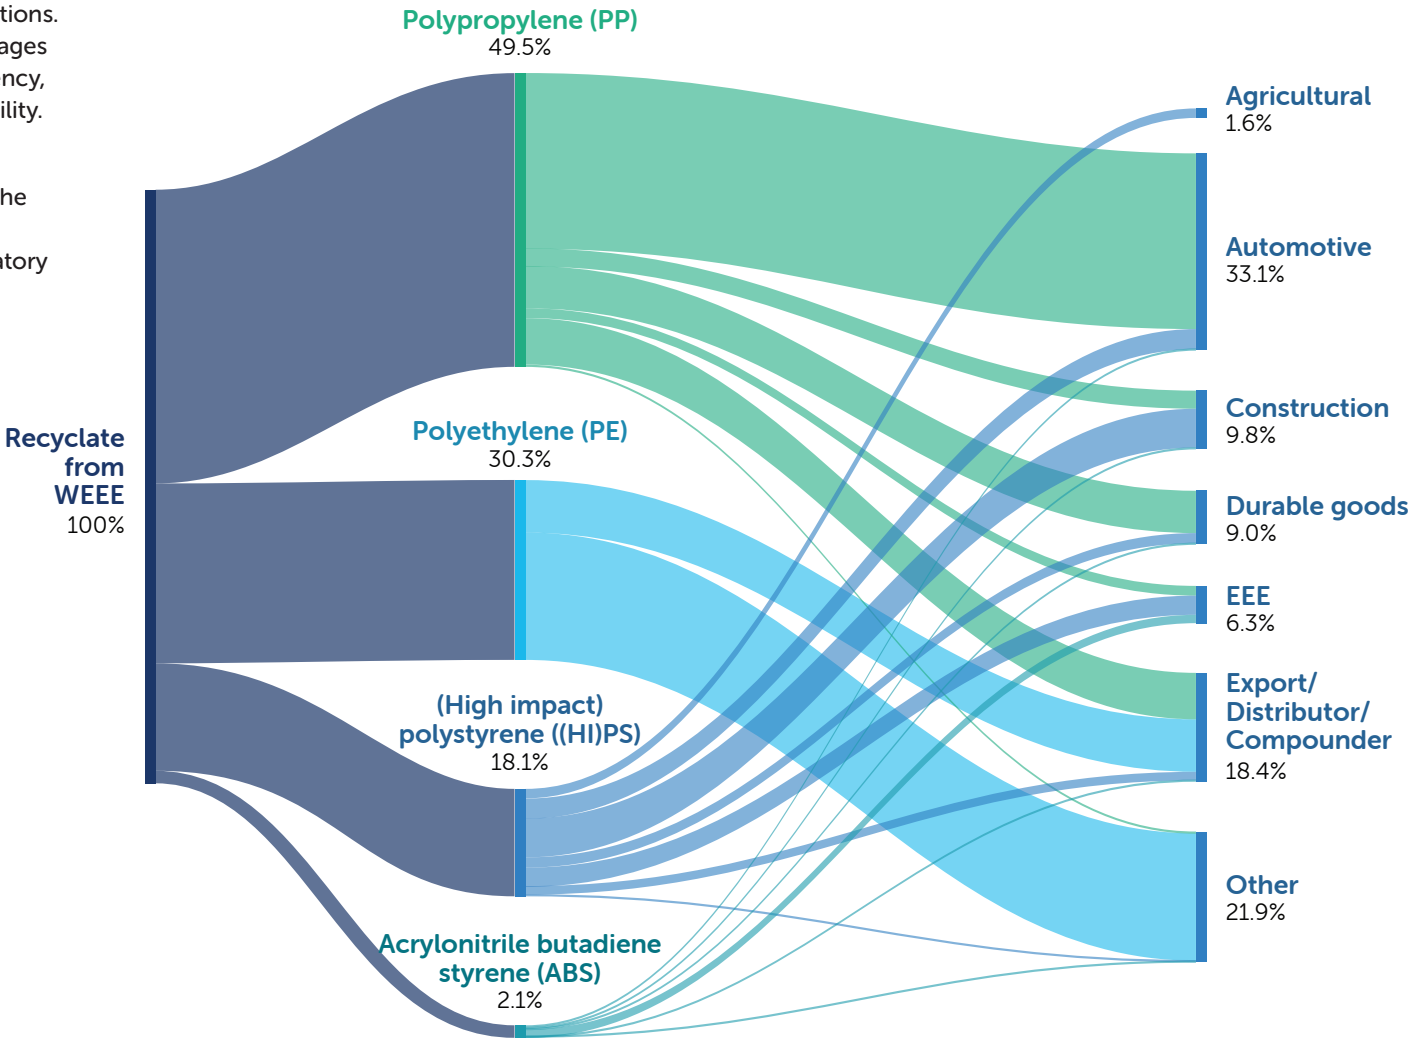 tions.
ages
ncy,
ility.
he
atory
Polypropylene (PP)
49.5%
Agricultural
1.6%
Automotive
33.1%
Construction
9.8%
Polyethylene (PE)
30.3%
Recyclate
from
WEEE
100%
Durable goods
9.0%
EEE
6.3%
(High impact)
polystyrene ((HI)PS)
18.1%
Export/
Distributor/
Compounder
18.4%
Other
21.9%
Acrylonitrile butadiene
styrene (ABS)
2.1%